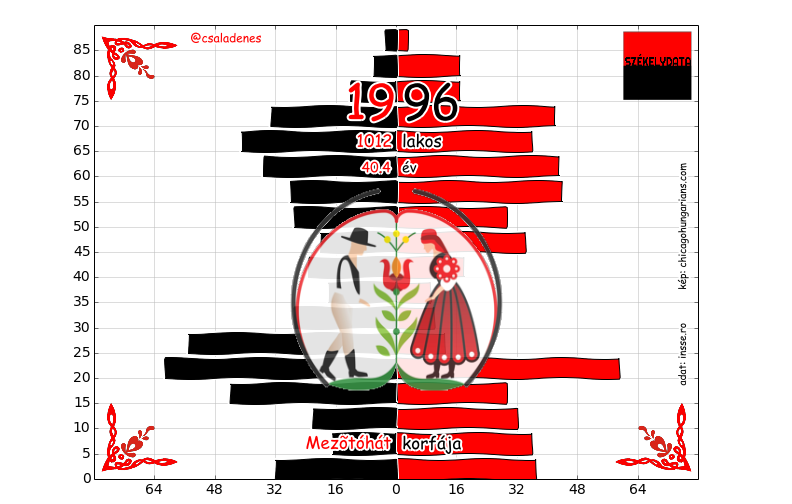 @csaladenes
SZÉKELYDATA
1996
1012 lakos
40.4 év
Mezőtóhát korfája
kép: chicagohungarians.com
adat: insse.ro
85
80
75
70
65
60
55
50
45
40
35
30
25
20
15
10
5
0
64 48 32 16 0 16 32 48 64